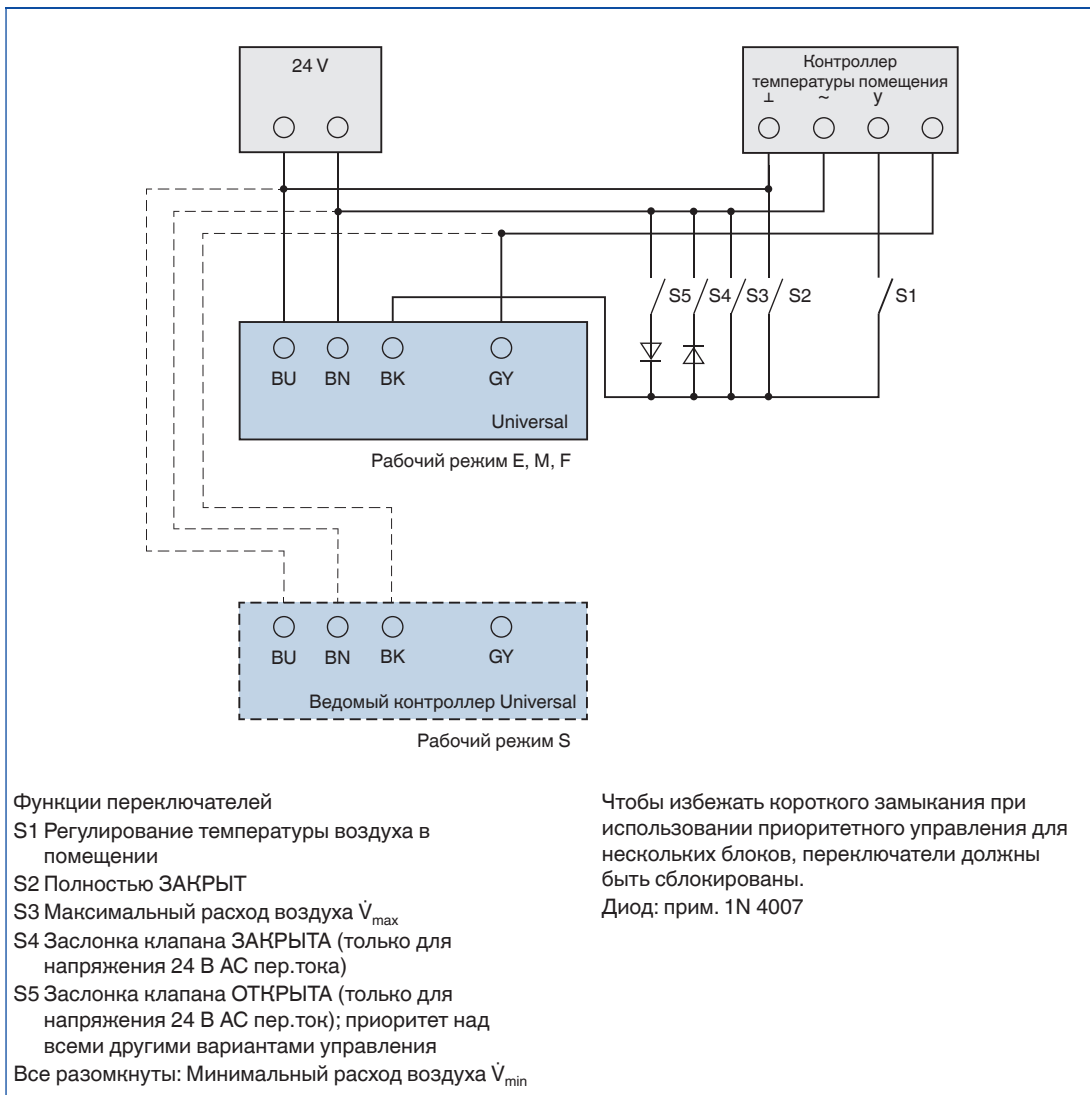 24 V
Контроллер
температуры помещения
⊥ ~ y
S5 S4 S3 S2 S1
BU BN BK GY
Universal
Рабочий режим E, M, F
BU BN BK GY
Ведомый контроллер Universal
Рабочий режим S
Функции переключателей
S1 Регулирование температуры воздуха в
помещении
S2 Полностью ЗАКРЫТ
S3 Максимальный расход воздуха V̇max
S4 Заслонка клапана ЗАКРЫТА (только для
напряжения 24 В AC пер.тока)
S5 Заслонка клапана ОТКРЫТА (только для
напряжения 24 В AC пер.ток); приоритет над
всеми другими вариантами управления
Все разомкнуты: Минимальный расход воздуха V̇min
Чтобы избежать короткого замыкания при
использовании приоритетного управления для
нескольких блоков, переключатели должны
быть сблокированы.
Диод: прим. 1N 4007